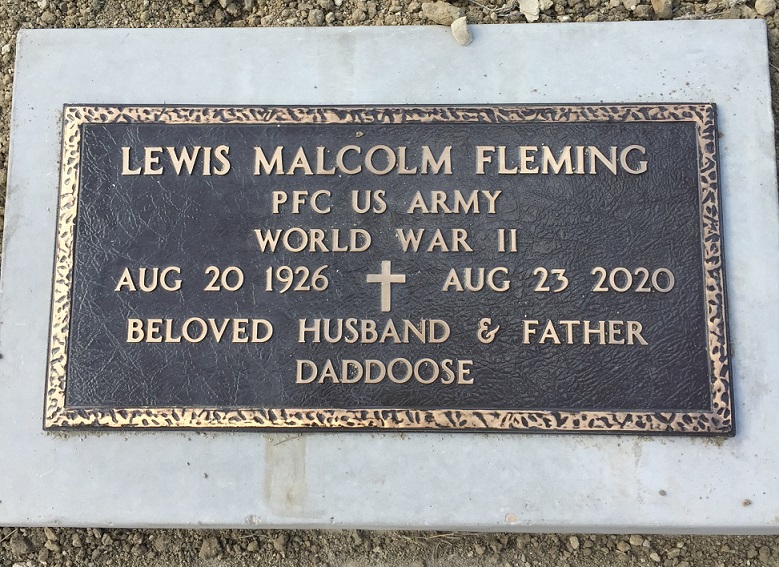 LEWIS MALCOLM FLEMING
PFC US ARMY
WORLD WAR II
AUG 20 1926 AUG 23 2020
BELOVED HUSBAND & FATHER
DADDOOSE